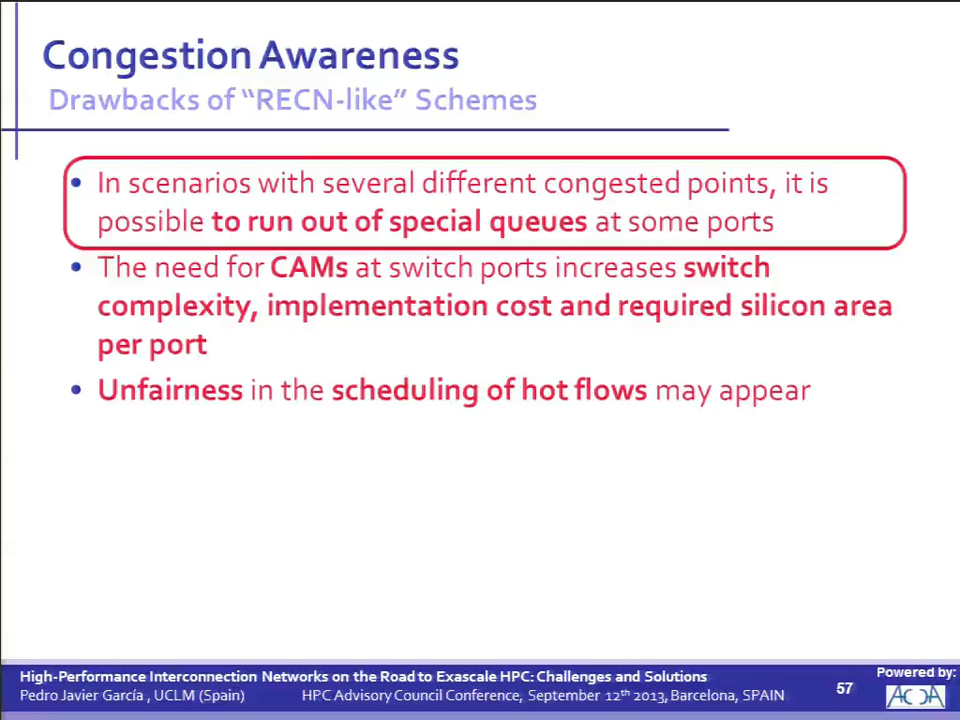 Congestion Awareness
Drawbacks of “RECN-like” Schemes
• In scenarios with several different congested points, it is
possible to run out of special queues at some ports
• The need for CAMs at switch ports increases switch
complexity, implementation cost and required silicon area
per port
• Unfairness in the scheduling of hot flows may appear
High-Performance Interconnection Networks on the Road to Exascale HPC: Challenges and Solutions
Pedro Javier García , UCLM (Spain) HPC Advisory Council Conference, September 12th 2013, Barcelona, SPAIN
57
Powered by: